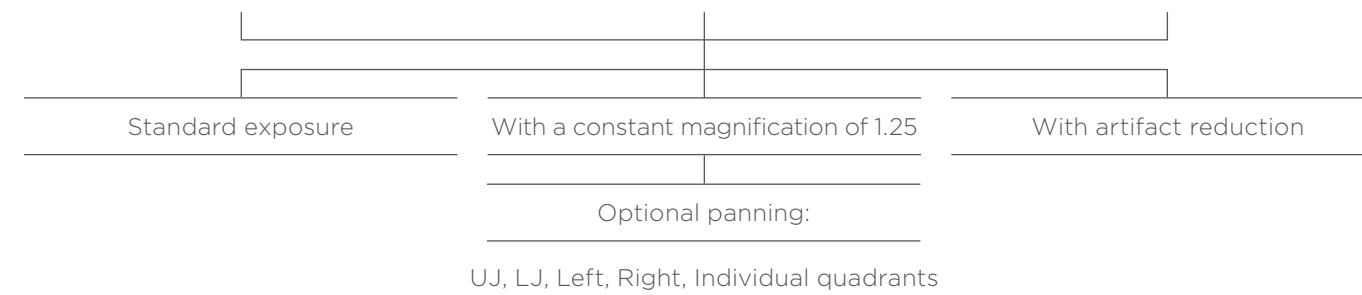 Standard exposure
With a constant magnification of 1.25
With artifact reduction
Optional panning:
UJ, LJ, Left, Right, Individual quadrants